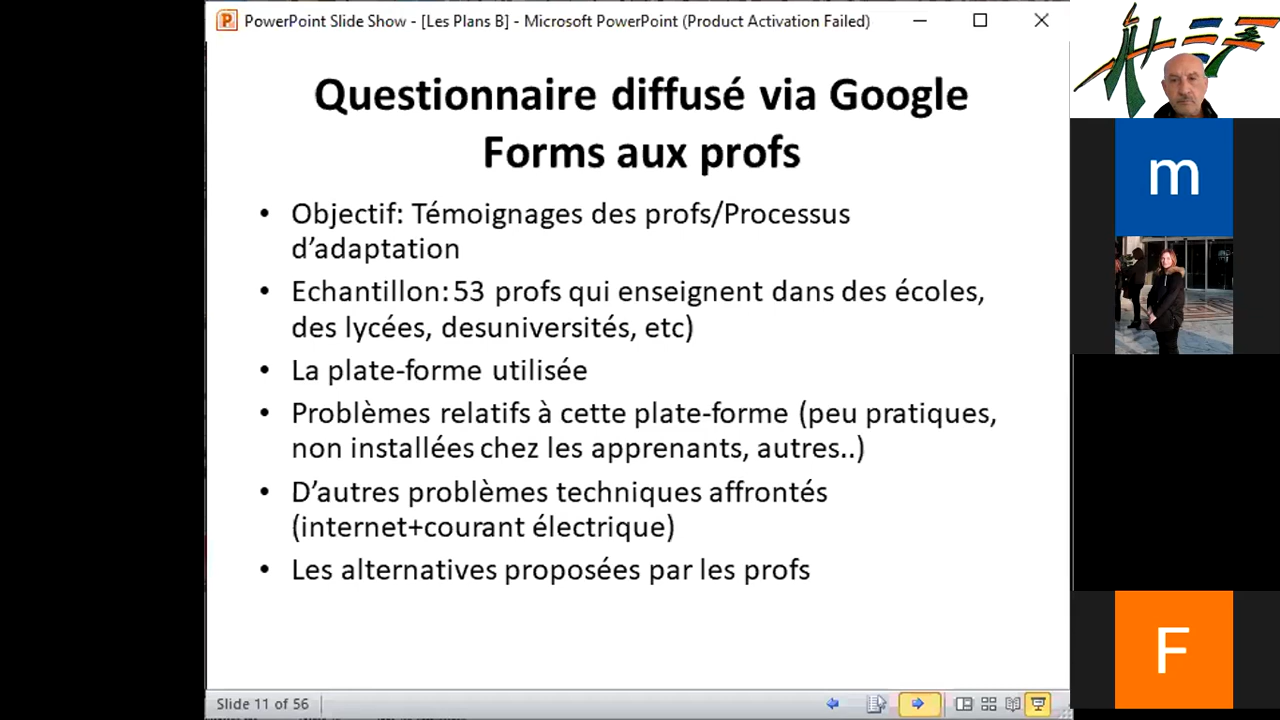 PowerPoint Slide Show - [Les Plans B] - Microsoft PowerPoint (Product Activation Failed)
Questionnaire diffusé via Google
Forms aux profs
• Objectif: Témoignages des profs/Processus
d’adaptation
• Echantillon: 53 profs qui enseignent dans des écoles,
des lycées, desuniversités, etc)
• La plate-forme utilisée
• Problèmes relatifs à cette plate-forme (peu pratiques,
non installées chez les apprenants, autres..)
• D’autres problèmes techniques affrontés
(internet+courant électrique)
• Les alternatives proposées par les profs
Slide 11 of 56
m
F